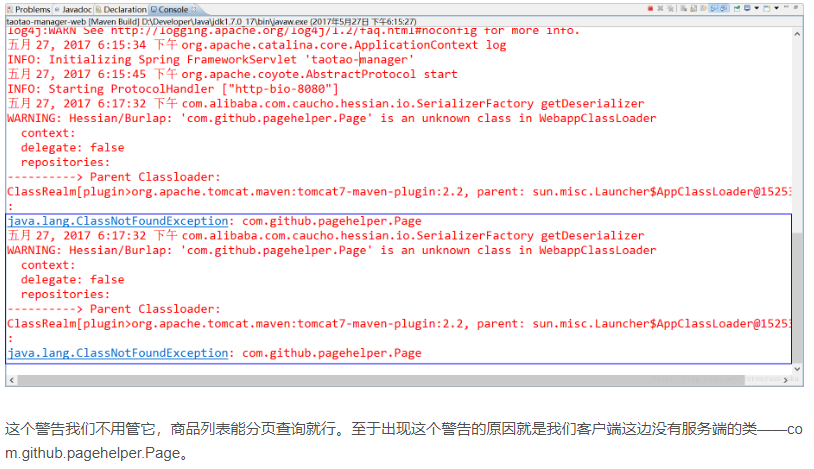 Problems @ Javadoc Declaration Console
taotao-manager-web [Maven Build] D:\Developer\Java\jdk1.7.0_17\bin\javaw.exe (2017年5月27日 下午6:15:27)
log4j:WARN See http://logging.apache.org/log4j/1.2/faq.html#noconfig for more info.
五月 27, 2017 6:15:34 下午 org.apache.catalina.core.ApplicationContext log
INFO: Initializing Spring FrameworkServlet 'taotao-manager'
五月 27, 2017 6:15:45 下午 org.apache.coyote.AbstractProtocol start
INFO: Starting ProtocolHandler ["http-bio-8080"]
五月 27, 2017 6:17:32 下午 com.alibaba.com.caucho.hessian.io.SerializerFactory getDeserializer
WARNING: Hessian/Burlap: 'com.github.pagehelper.Page' is an unknown class in WebappClassLoader
context:
delegate: false
repositories:
----------> Parent Classloader:
ClassRealm[plugin>org.apache.tomcat.maven:tomcat7-maven-plugin:2.2, parent: sun.misc.Launcher$AppClassLoader@1525
:
java.lang.ClassNotFoundException: com.github.pagehelper.Page
五月 27, 2017 6:17:32 下午 com.alibaba.com.caucho.hessian.io.SerializerFactory getDeserializer
WARNING: Hessian/Burlap: 'com.github.pagehelper.Page' is an unknown class in WebappClassLoader
context:
delegate: false
repositories:
----------> Parent Classloader:
ClassRealm[plugin>org.apache.tomcat.maven:tomcat7-maven-plugin:2.2, parent: sun.misc.Launcher$AppClassLoader@1525
:
java.lang.ClassNotFoundException: com.github.pagehelper.Page
这个警告我们不用管它，商品列表能分页查询就行。至于出现这个警告的原因就是我们客户端这边没有服务端的类——co
m.github.pagehelper.Page。